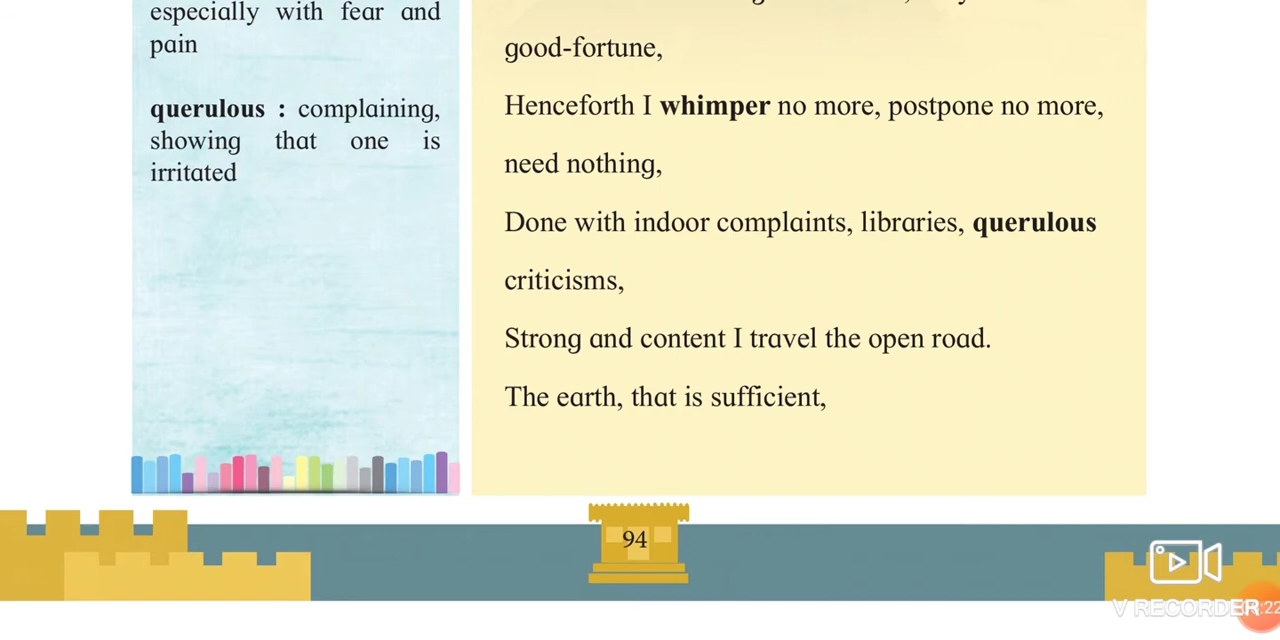 especially with fear and
pain
querulous : complaining,
showing that one is
irritated
good-fortune,
Henceforth I whimper no more, postpone no more,
need nothing,
Done with indoor complaints, libraries, querulous
criticisms,
Strong and content I travel the open road.
The earth, that is sufficient,
94
V RECORDER
:22